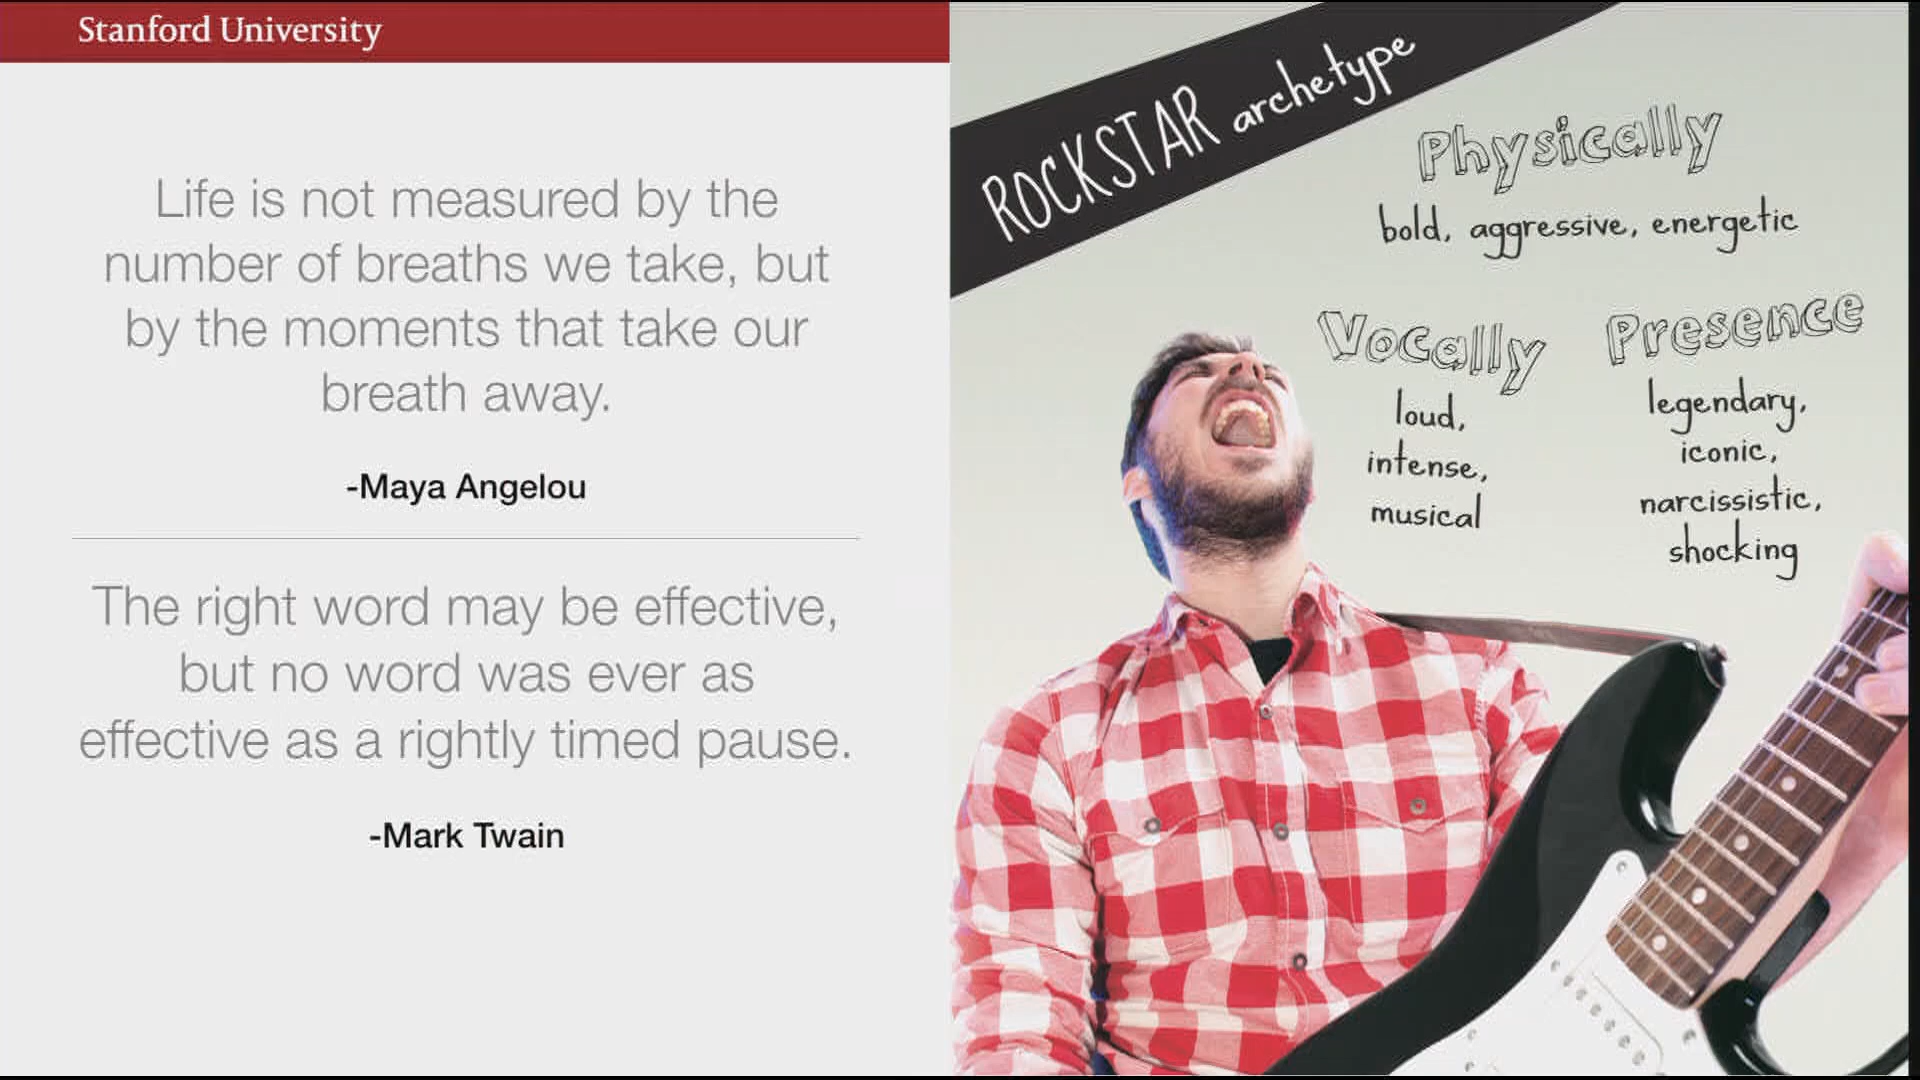 Stanford University
Life is not measured by the
number of breaths we take, but
by the moments that take our
breath away.
-Maya Angelou
The right word may be effective,
but no word was ever as
effective as a rightly timed pause.
-Mark Twain
ROCKSTAR archetype
Physically
bold, aggressive, energetic
Vocally
loud,
intense,
musical
Presence
legendary,
iconic,
narcissistic,
shocking